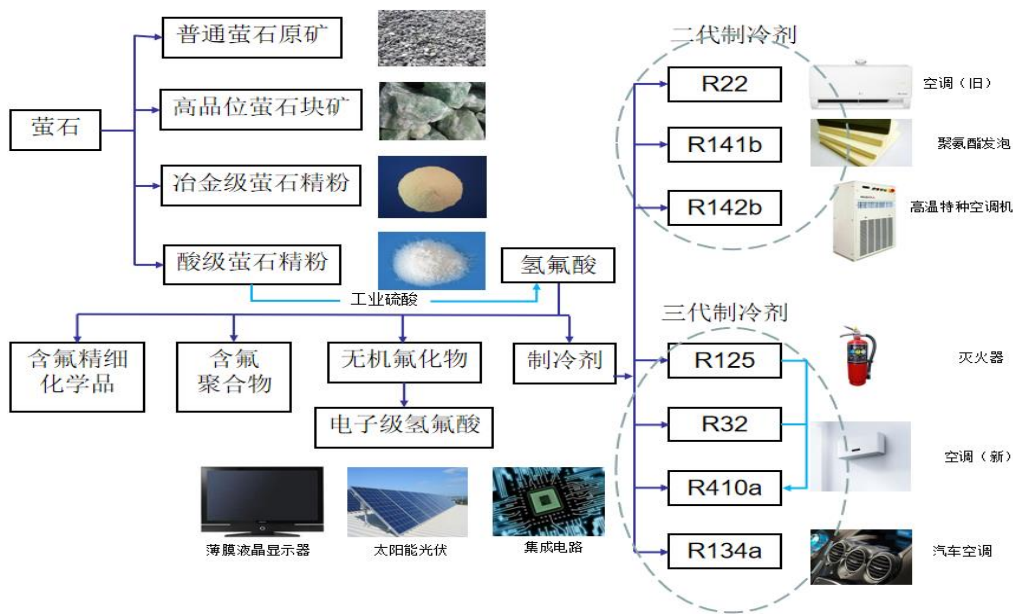 普通萤石原矿
高品位萤石块矿
萤石
冶金级萤石精粉
酸级萤石精粉
工业硫酸
氢氟酸
含氟精细
化学品
含氟
聚合物
无机氟化物
制冷剂
电子级氢氟酸
薄膜液晶显示器
太阳能光伏
集成电路
二代制冷剂
R22
空调（旧）
R141b
聚氨酯发泡
R142b
高温特种空调机
三代制冷剂
R125
灭火器
R32
空调（新）
R410a
R134a
汽车空调